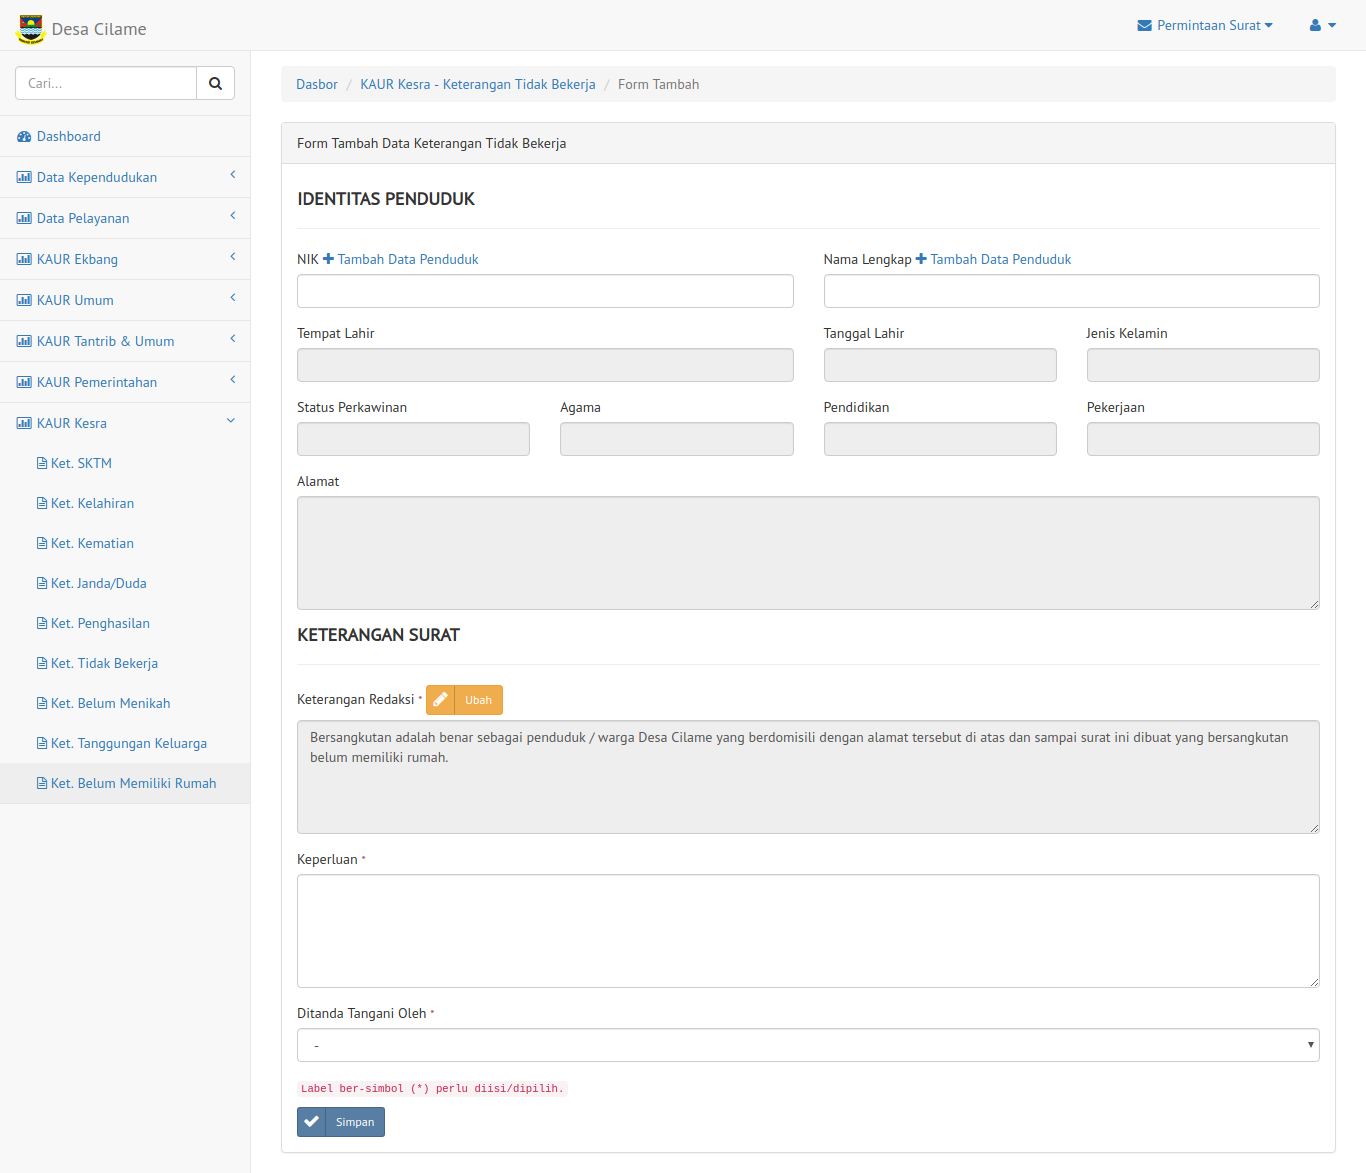 Desa Cilame
Permintaan Surat
Cari...
Dashboard
Data Kependudukan
Data Pelayanan
KAUR Ekbang
KAUR Umum
KAUR Tantrib & Umum
KAUR Pemerintahan
KAUR Kesra
Ket. SKTM
Ket. Kelahiran
Ket. Kematian
Ket. Janda/Duda
Ket. Penghasilan
Ket. Tidak Bekerja
Ket. Belum Menikah
Ket. Tanggungan Keluarga
Ket. Belum Memiliki Rumah
Dasbor / KAUR Kesra - Keterangan Tidak Bekerja / Form Tambah
Form Tambah Data Keterangan Tidak Bekerja
IDENTITAS PENDUDUK
NIK Tambah Data Penduduk
Nama Lengkap Tambah Data Penduduk
Tempat Lahir
Tanggal Lahir
Jenis Kelamin
Status Perkawinan
Agama
Pendidikan
Pekerjaan
Alamat
KETERANGAN SURAT
Keterangan Redaksi * Ubah
Bersangkutan adalah benar sebagai penduduk / warga Desa Cilame yang berdomisili dengan alamat tersebut di atas dan sampai surat ini dibuat yang bersangkutan
belum memiliki rumah.
Keperluan *
Ditanda Tangani Oleh *
-
Label ber-simbol (*) perlu diisi/dipilih.
Simpan